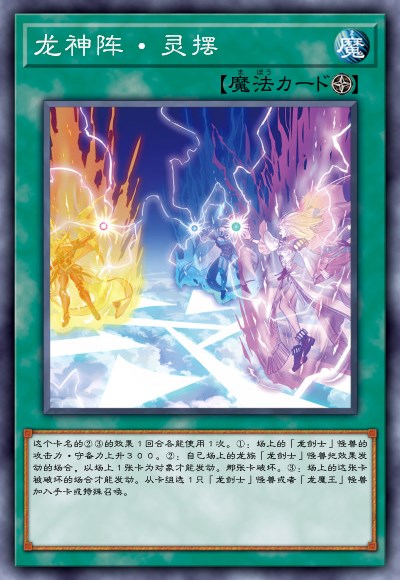 龙神阵・灵摆
魔
【魔法カード】
ま ほう
这个卡名的②③的效果１回合各能使用１次。①：场上的「龙剑士」怪兽的
攻击力・守备力上升３００。②：自己场上的龙族「龙剑士」怪兽把效果发
动的场合，以场上１张卡为对象才能发动。那张卡破坏。③：场上的这张卡
被破坏的场合才能发动。从卡组选１只「龙剑士」怪兽或者「龙魔王」怪兽
加入手卡或特殊召唤。